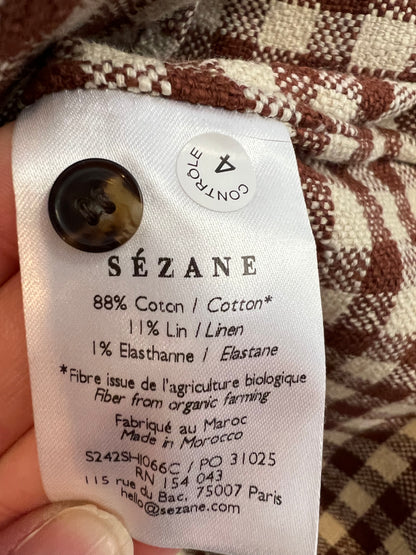 CONTRÔLE
4
SÉZANE
88% Coton / Cotton*
11% Lin / Linen
1% Elasthanne / Elastane
*Fibre issue de l'agriculture biologique
Fiber from organic farming
Fabriqué au Maroc
Made in Morocco
S242SHI066C / PO 31025
RN 154 043
115 rue du Bac, 75007 Paris
hello@sezane.com